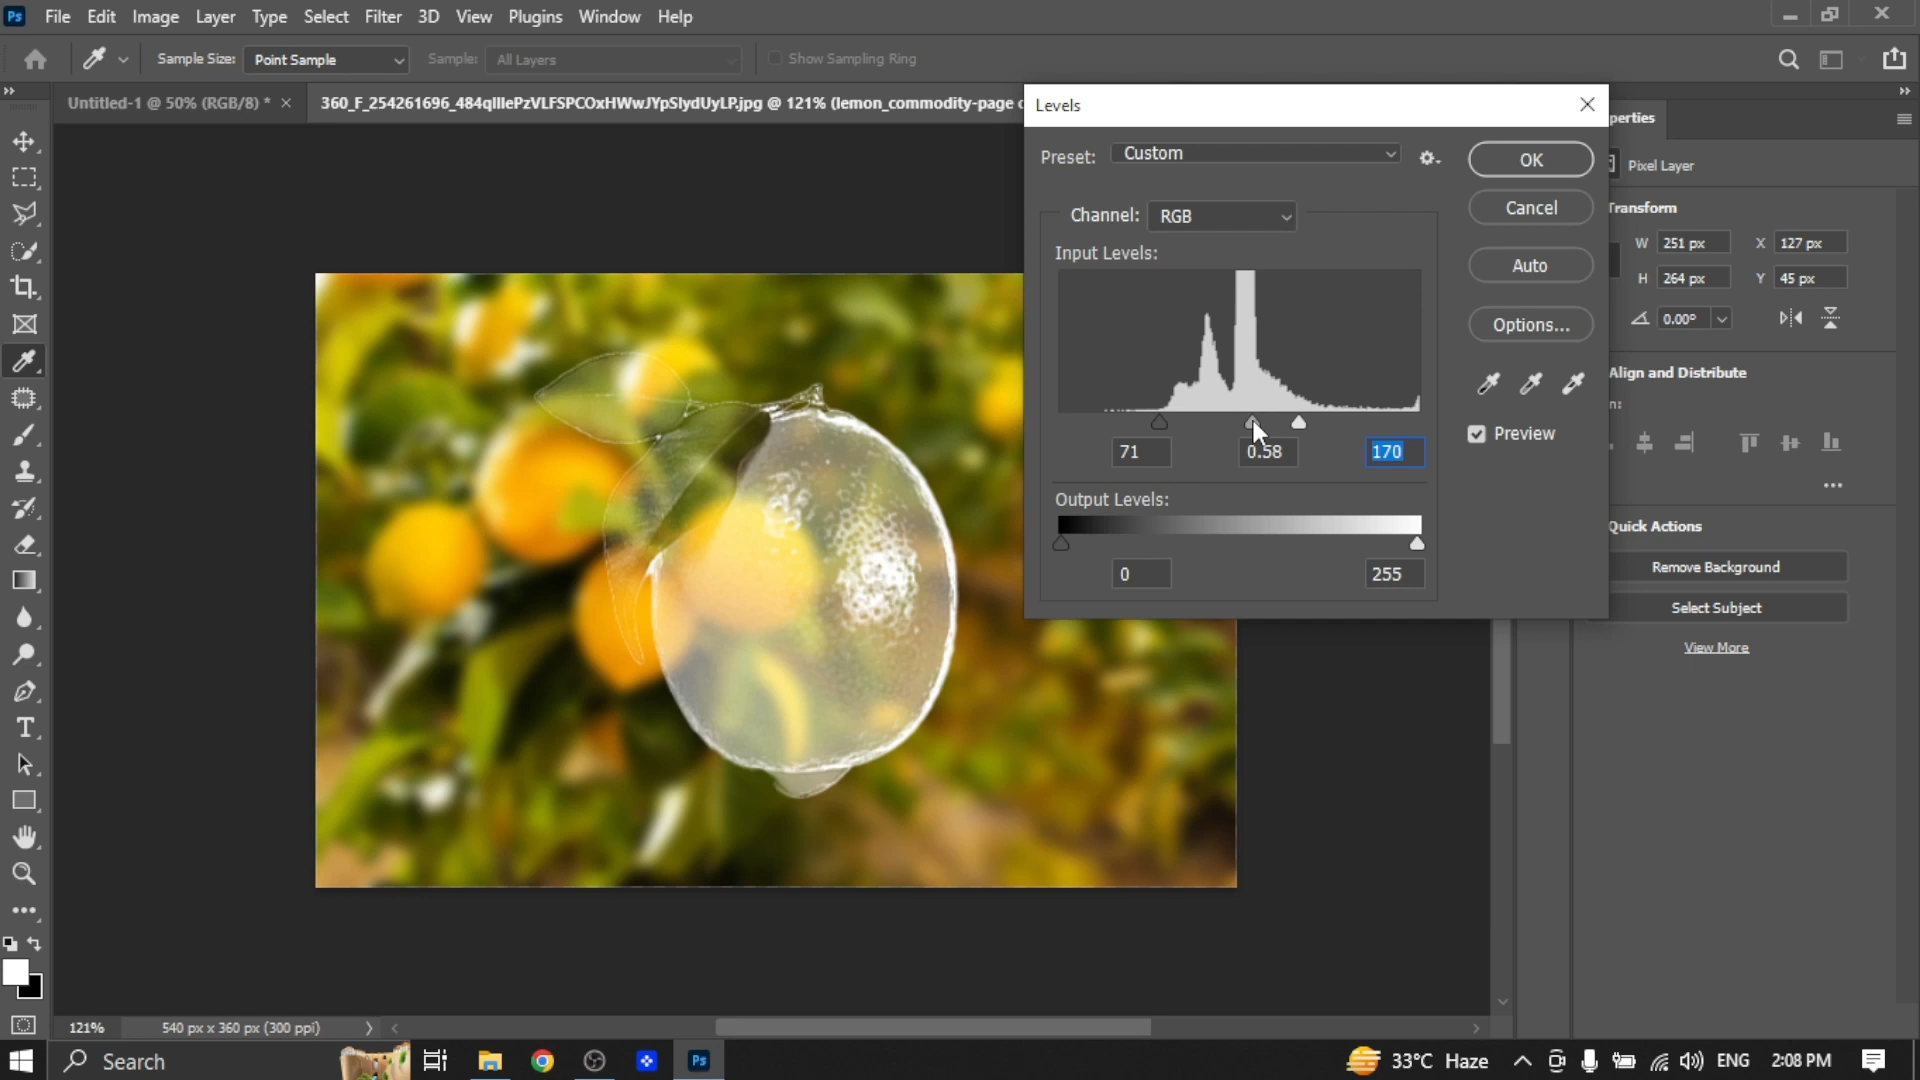 Ps File Edit Image Layer Type Select Filter 3D View Plugins Window Help
Sample Size: Point Sample Sample: All Layers Show Sampling Ring
Untitled-1 @ 50% (RGB/8) * × 360_F_254261696_484qlllePzVLFSPCOxHWwJYpSlydUyLP.jpg @ 121% (lemon_commodity-page c
Levels
perties
Preset: Custom
OK
Pixel Layer
Channel: RGB
Cancel
Transform
Input Levels:
W 251 px X 127 px
Auto
H 264 px Y 45 px
Options...
0.00°
Align and Distribute
n:
Preview
71 0.58 170
Output Levels:
Quick Actions
0 255
Remove Background
Select Subject
View More
121% 540 px x 360 px (300 ppi)
Search
Ps
33°C Haze
ENG
2:08 PM